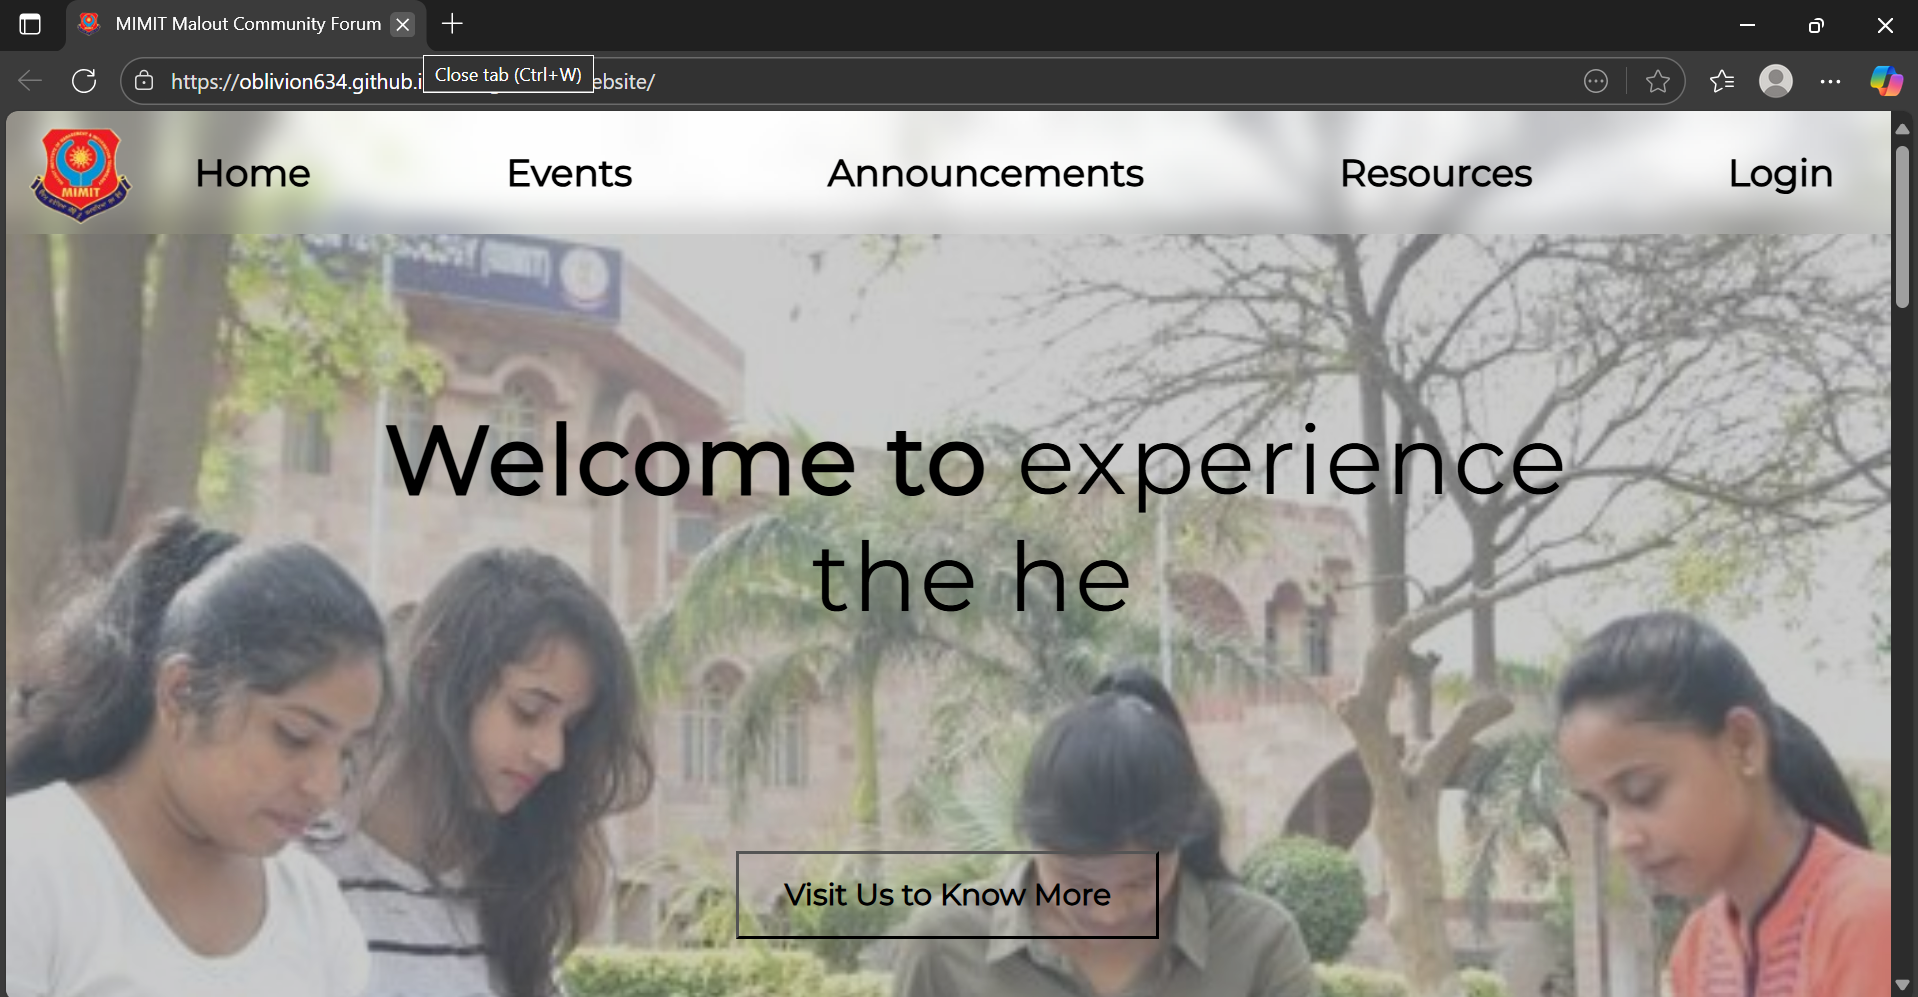 MIMIT Malout Community Forum
https://oblivion634.github.i
Close tab (Ctrl+W)
ebsite/
MIMIT
Home
Events
Announcements
Resources
Login
(MIMIT)
Welcome to experience
the he
Visit Us to Know More